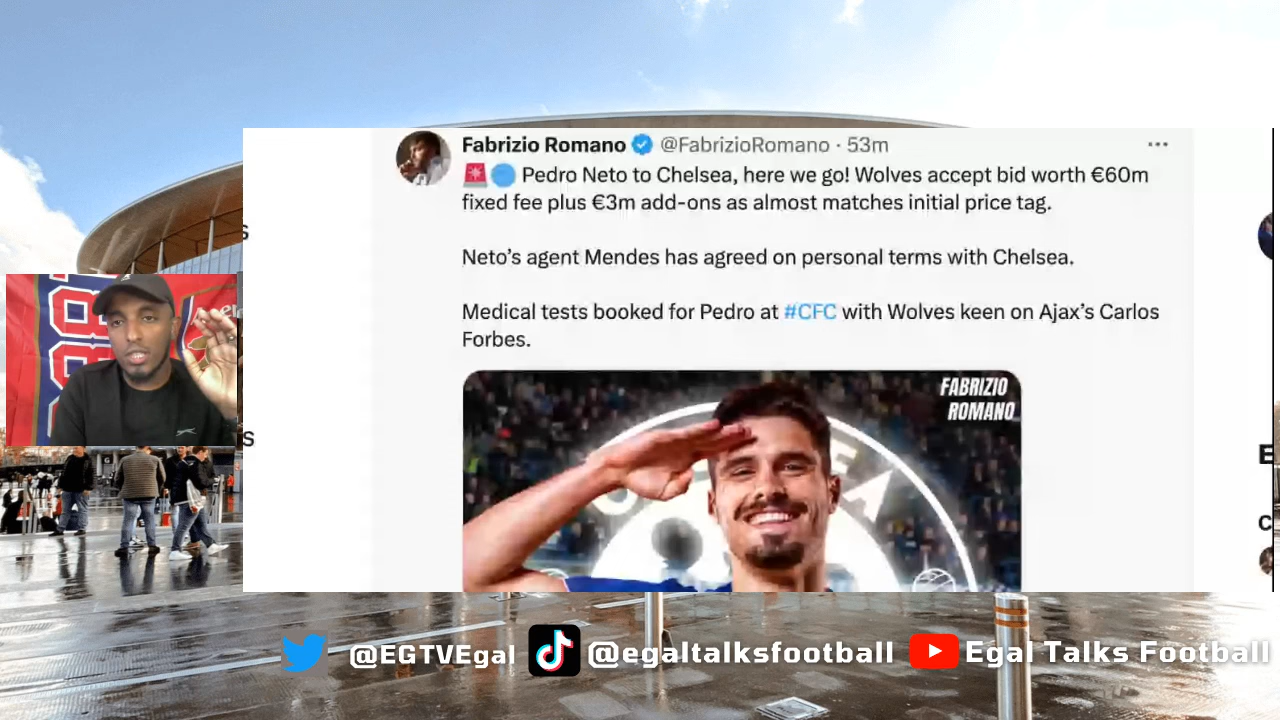 Fabrizio Romano @FabrizioRomano · 53m
Pedro Neto to Chelsea, here we go! Wolves accept bid worth €60m
fixed fee plus €3m add-ons as almost matches initial price tag.
Neto’s agent Mendes has agreed on personal terms with Chelsea.
Medical tests booked for Pedro at #CFC with Wolves keen on Ajax’s Carlos
Forbes.
FABRIZIO
ROMANO
@EGTVEgal @egaltalksfootball Egal Talks Football